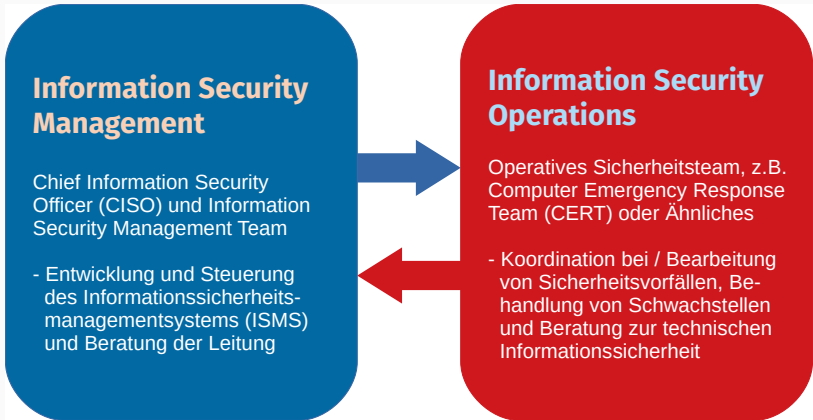 Information Security
Management
Chief Information Security
Officer (CISO) und Information
Security Management Team
- Entwicklung und Steuerung
des Informationssicherheits-
managementsystems (ISMS)
und Beratung der Leitung
Information Security
Operations
Operatives Sicherheitsteam, z.B.
Computer Emergency Response
Team (CERT) oder Ähnliches
- Koordination bei / Bearbeitung
von Sicherheitsvorfällen, Be-
handlung von Schwachstellen
und Beratung zur technischen
Informationssicherheit